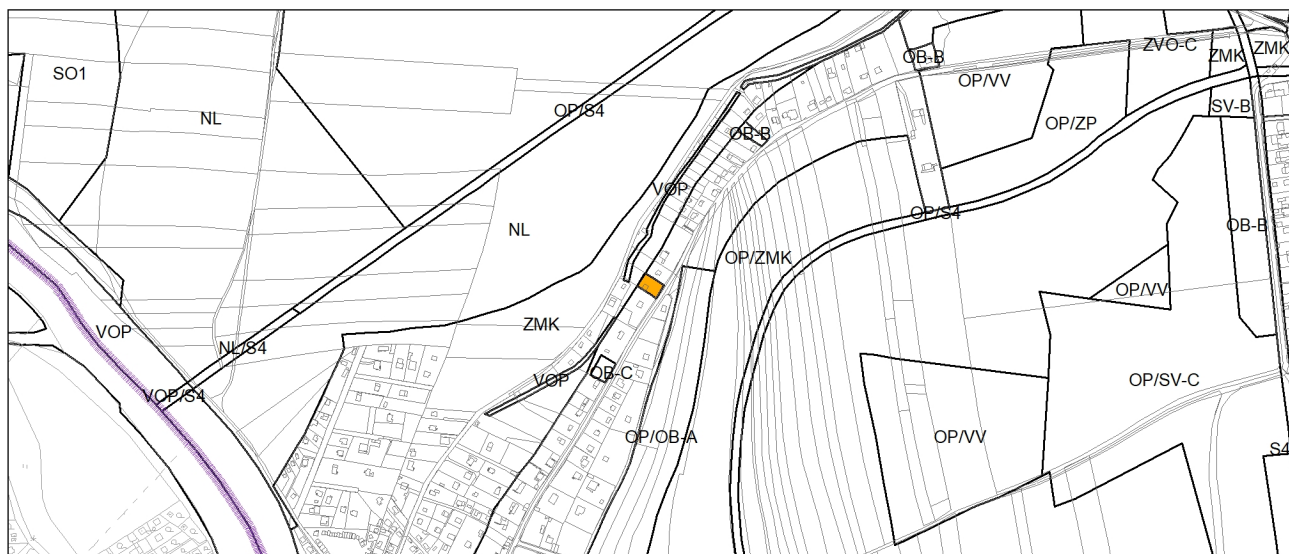 ZVO-C
ZMK
ZMK
OB-B
SO1
OP/VV
OP/S4
SV-B
NL
OP/ZP
OB-B
VOP
OP/S4
OB-B
NL
OP/ZMK
OP/VV
ZMK
VOP
NL/S4
OB-C
VOP
OP/SV-C
VOP/S4
OP/OB-A
OP/VV
S4